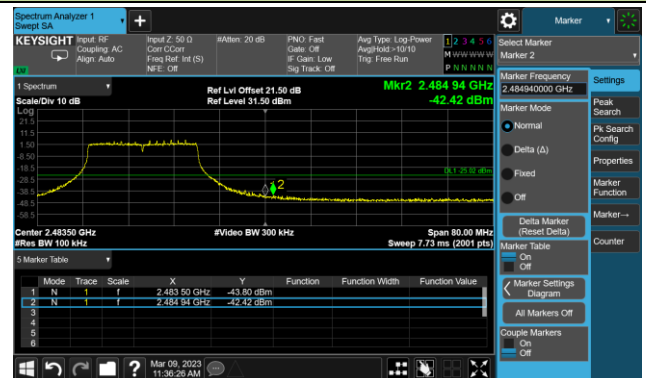 Spectrum Analyzer 1
Swept SA
Marker
KEYSIGHT Input: RF Input Z: 50 Ω #Atten: 20 dB PNO: Fast Avg Type: Log-Power 1 2 3 4 5 6
Coupling: AC Corr CCorr Gate: Off Avg|Hold:>10/10 M W W W W W
Align: Auto Freq Ref: Int (S) IF Gain: Low Trig: Free Run
NFE: Off Sig Track: Off P N N N N N
Select Marker
Marker 2
1 Spectrum
Scale/Div 10 dB
Log
Ref Lvl Offset 21.50 dB
Ref Level 31.50 dBm
Mkr2 2.484 94 GHz
-42.42 dBm
21.5
11.5
1.50
-8.50
-18.5
-28.5
-38.5
-48.5
-58.5
DL1 -25.02 dBm
2
Center 2.48350 GHz #Video BW 300 kHz Span 80.00 MHz
#Res BW 100 kHz Sweep 7.73 ms (2001 pts)
5 Marker Table
Mode Trace Scale X Y Function Function Width Function Value
1 N 1 f 2.483 50 GHz -43.80 dBm
2 N 1 f 2.484 94 GHz -42.42 dBm
3
4
5
6
Mar 09, 2023
11:36:26 AM
Marker Frequency
2.484940000 GHz
Marker Mode
Normal
Delta (Δ)
Fixed
Off
Delta Marker
(Reset Delta)
Marker Table
On
Off
Marker Settings
Diagram
All Markers Off
Couple Markers
On
Off
Settings
Peak
Search
Pk Search
Config
Properties
Marker
Function
Marker→
Counter